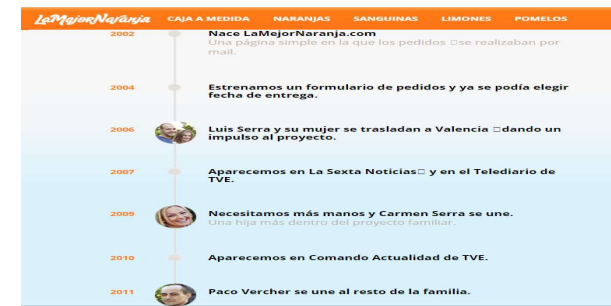 LaMejorNaranja CAJA A MEDIDA NARANJAS SANGUINAS LIMONES POMELOS
2002 Nace LaMejorNaranja.com
Una página simple en la que los pedidos □se realizaban por
mail.
2004 Estrenamos un formulario de pedidos y ya se podía elegir
fecha de entrega.
2006 Luis Serra y su mujer se trasladan a Valencia □dando un
impulso al proyecto.
2007 Aparecemos en La Sexta Noticias□ y en el Telediario de
TVE.
2009 Necesitamos más manos y Carmen Serra se une.
Una hija más dentro del proyecto familiar.
2010 Aparecemos en Comando Actualidad de TVE.
2011 Paco Vercher se une al resto de la familia.